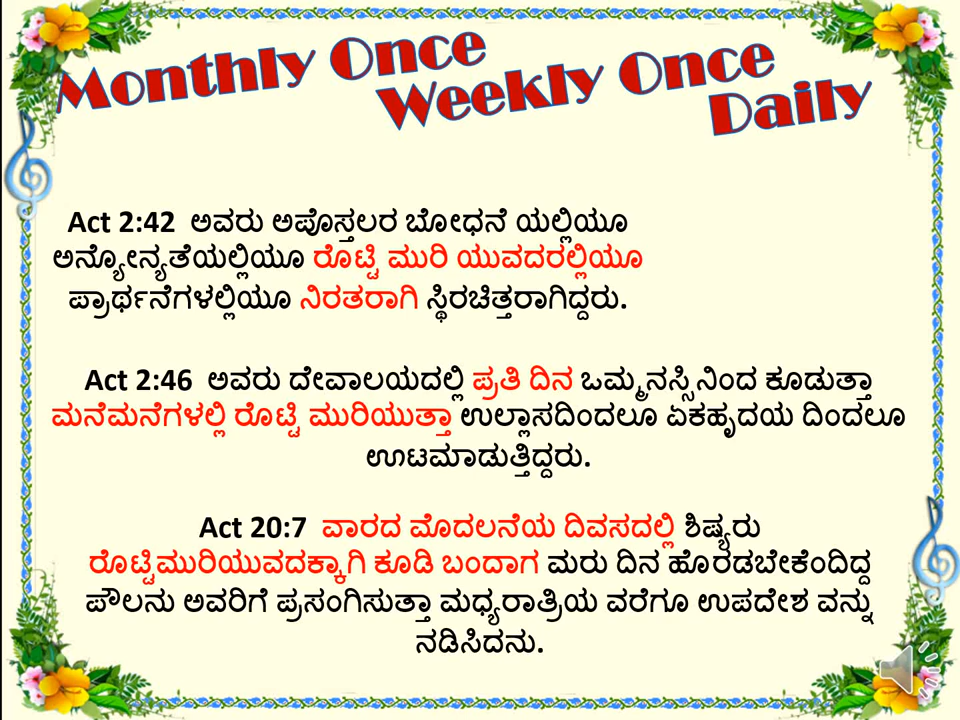 Monthly Once
Weekly Once
Daily
Act 2:42 ಅವರು ಅಪೊಸ್ತಲರ ಬೋಧನೆ ಯಲ್ಲಿಯೂ
ಅನ್ಯೋನ್ಯತೆಯಲ್ಲಿಯೂ ರೊಟ್ಟಿ ಮುರಿ ಯುವದರಲ್ಲಿಯೂ
ಪ್ರಾರ್ಥನೆಗಳಲ್ಲಿಯೂ ನಿರತರಾಗಿ ಸ್ಥಿರಚಿತ್ತರಾಗಿದ್ದರು.
Act 2:46 ಅವರು ದೇವಾಲಯದಲ್ಲಿ ಪ್ರತಿ ದಿನ ಒಮ್ಮನಸ್ಸಿನಿಂದ ಕೂಡುತ್ತಾ
ಮನೆಮನೆಗಳಲ್ಲಿ ರೊಟ್ಟಿ ಮುರಿಯುತ್ತಾ ಉಲ್ಲಾಸದಿಂದಲೂ ಏಕಹೃದಯ ದಿಂದಲೂ
ಊಟಮಾಡುತ್ತಿದ್ದರು.
Act 20:7 ವಾರದ ಮೊದಲನೆಯ ದಿವಸದಲ್ಲಿ ಶಿಷ್ಯರು
ರೊಟ್ಟಿಮುರಿಯುವದಕ್ಕಾಗಿ ಕೂಡಿ ಬಂದಾಗ ಮರು ದಿನ ಹೊರಡಬೇಕೆಂದಿದ್ದ
ಪೌಲನು ಅವರಿಗೆ ಪ್ರಸಂಗಿಸುತ್ತಾ ಮಧ್ಯರಾತ್ರಿಯ ವರೆಗೂ ಉಪದೇಶ ವನ್ನು
ನಡಿಸಿದನು.